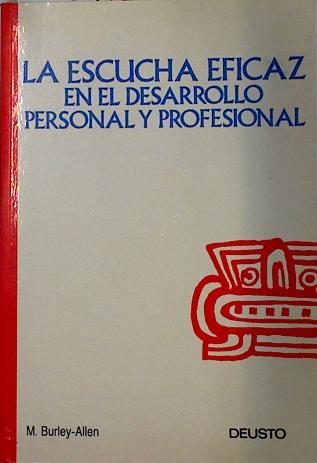 LA ESCUCHA EFICAZ
EN EL DESARROLLO
PERSONAL Y PROFESIONAL
M. Burley-Allen
DEUSTO